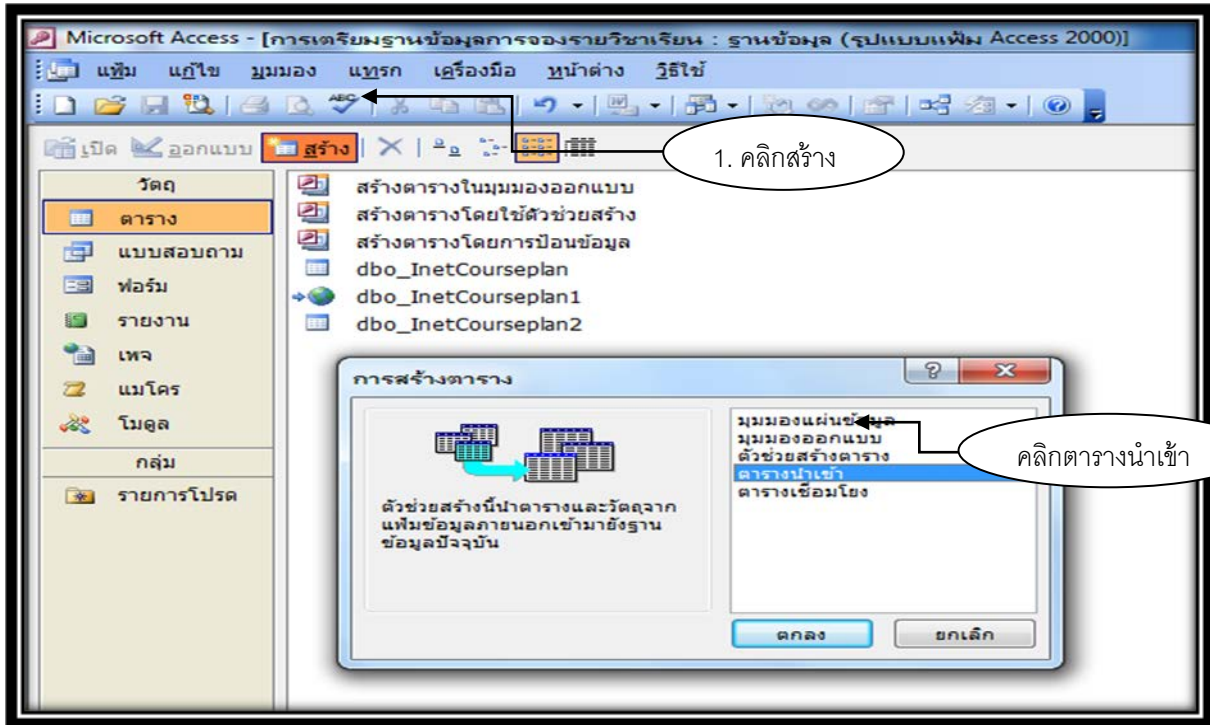 Microsoft Access - [การเตรียมฐานข้อมูลการจองรายวิชาเรียน : ฐานข้อมูล (รูปแบบแฟ้ม Access 2000)]
แฟ้ม แก้ไข มุมมอง แทรก เครื่องมือ หน้าต่าง วิธีใช้
เปิด ออกแบบ สร้าง
1. คลิกสร้าง
วัตถุ
ตาราง
แบบสอบถาม
ฟอร์ม
รายงาน
เพจ
แมโคร
โมดูล
กลุ่ม
รายการโปรด
สร้างตารางในมุมมองออกแบบ
สร้างตารางโดยใช้ตัวช่วยสร้าง
สร้างตารางโดยการป้อนข้อมูล
dbo_InetCourseplan
dbo_InetCourseplan1
dbo_InetCourseplan2
การสร้างตาราง
ตัวช่วยสร้างนี้นำตารางและวัตถุจาก
แฟ้มข้อมูลภายนอกเข้ามายังฐาน
ข้อมูลปัจจุบัน
มุมมองแผ่นข้อมูล
มุมมองออกแบบ
ตัวช่วยสร้างตาราง
ตารางนำเข้า
ตารางเชื่อมโยง
คลิกตารางนำเข้า
ตกลง ยกเลิก